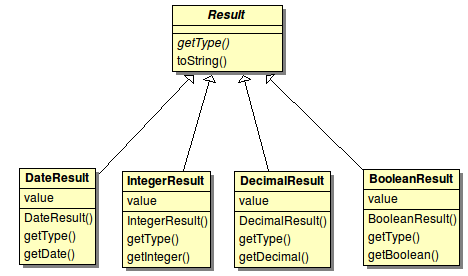 Result
getType()
toString()
DateResult
value
DateResult()
getType()
getDate()
IntegerResult
value
IntegerResult()
getType()
getInteger()
DecimalResult
value
DecimalResult()
getType()
getDecimal()
BooleanResult
value
BooleanResult()
getType()
getBoolean()